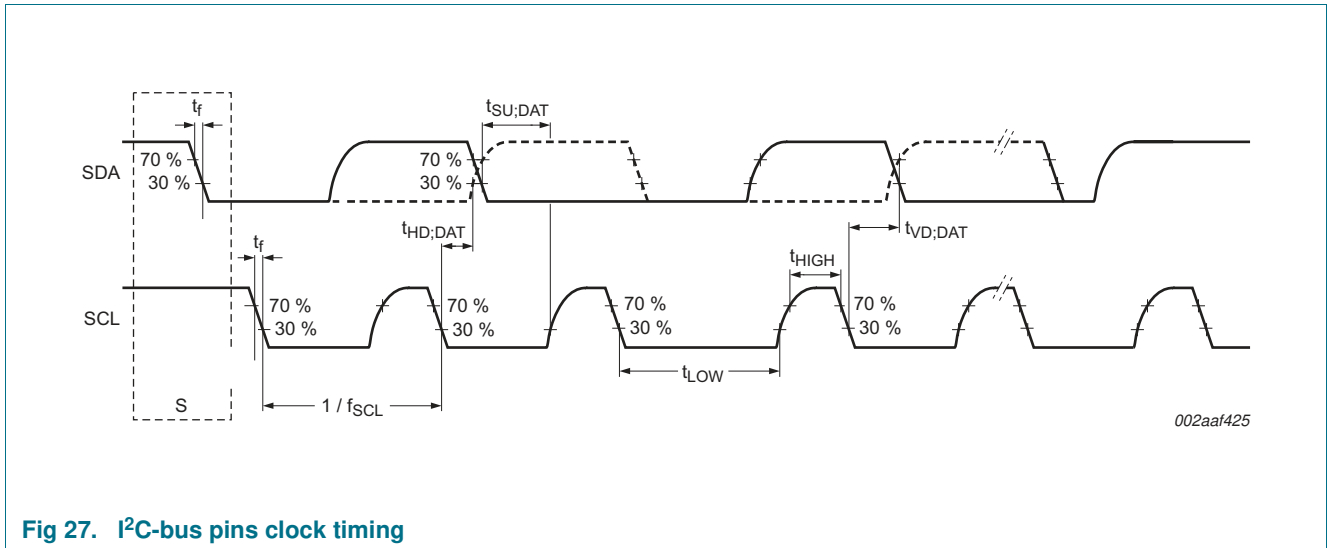 tf
tSU;DAT
SDA
70 %
30 %
70 %
30 %
tHD;DAT
tVD;DAT
tf
tHIGH
SCL
70 %
30 %
70 %
30 %
70 %
30 %
70 %
30 %
tLOW
S
1 / fSCL
002aaf425
Fig 27. I²C-bus pins clock timing